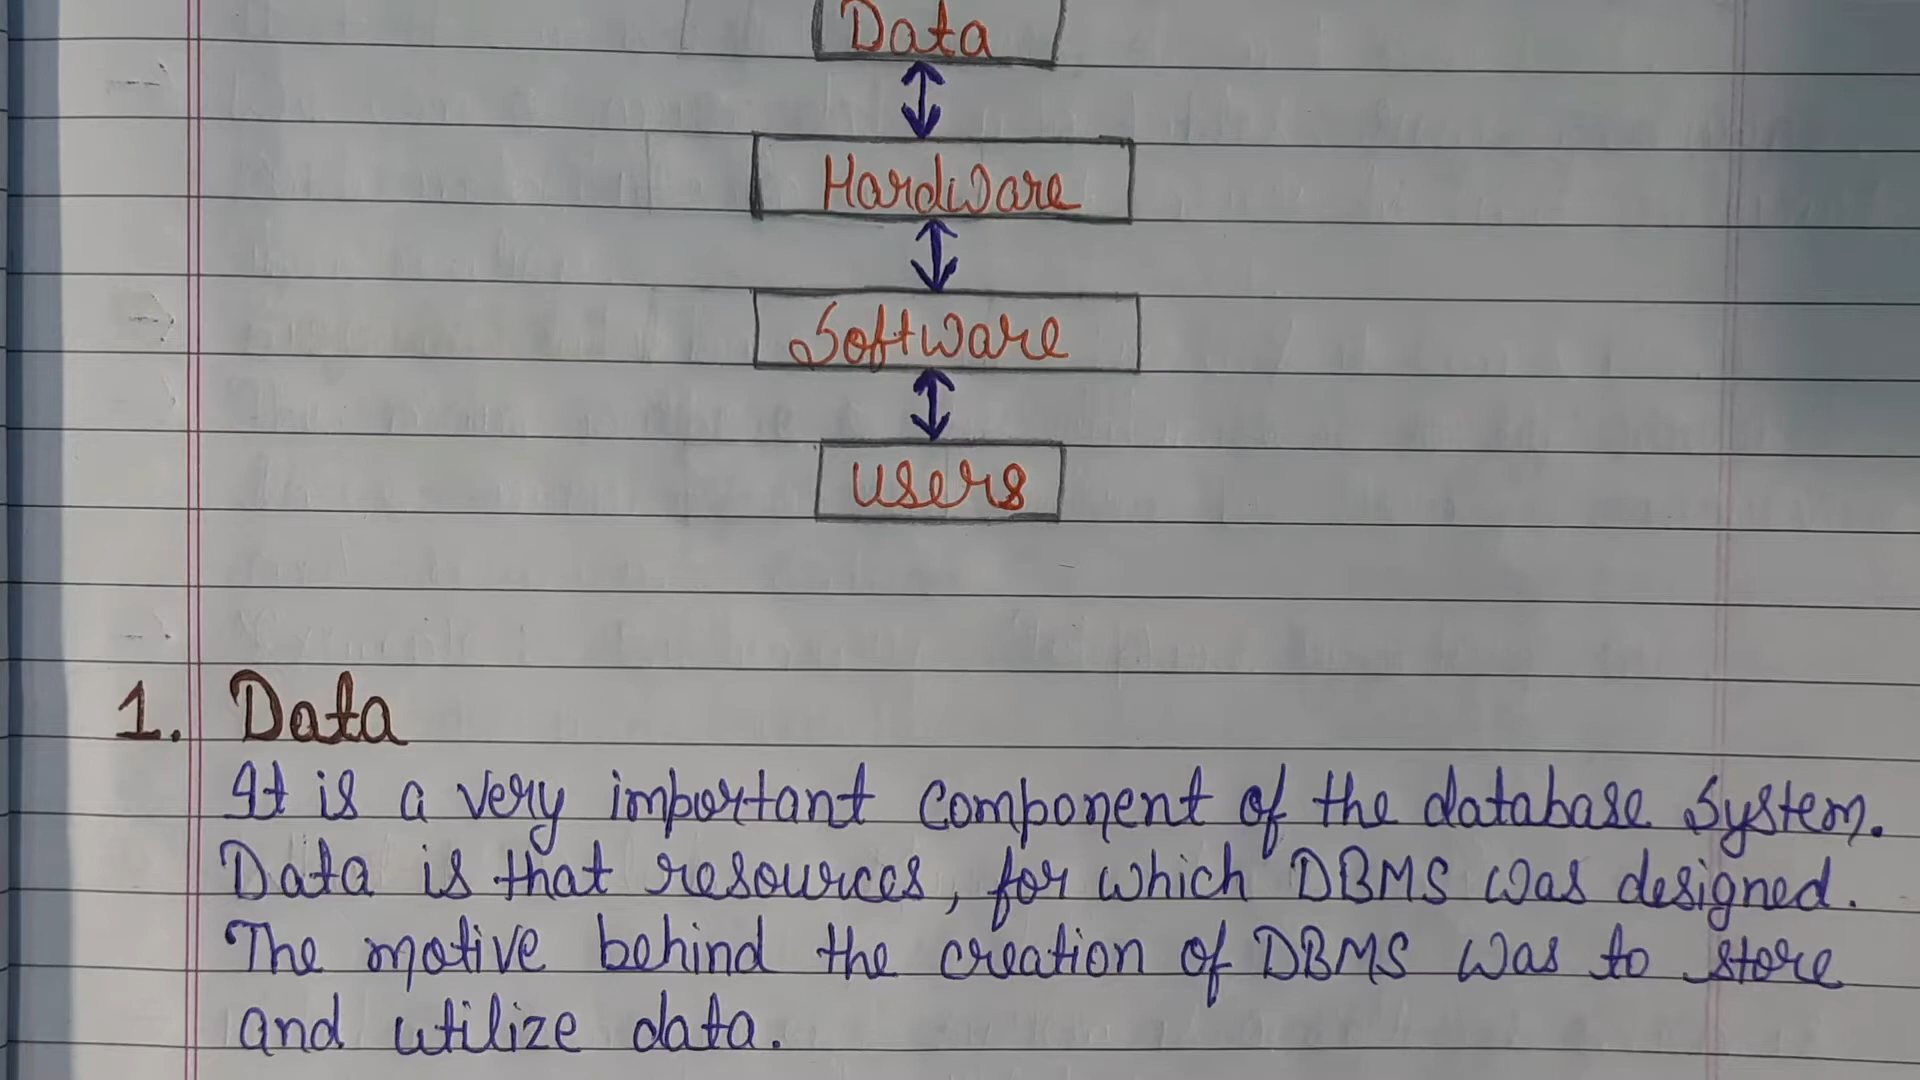 Data
Hardware
Software
users
1. Data
It is a very important component of the database System.
Data is that resources, for which DBMS was designed.
The motive behind the creation of DBMS was to store
and utilize data.